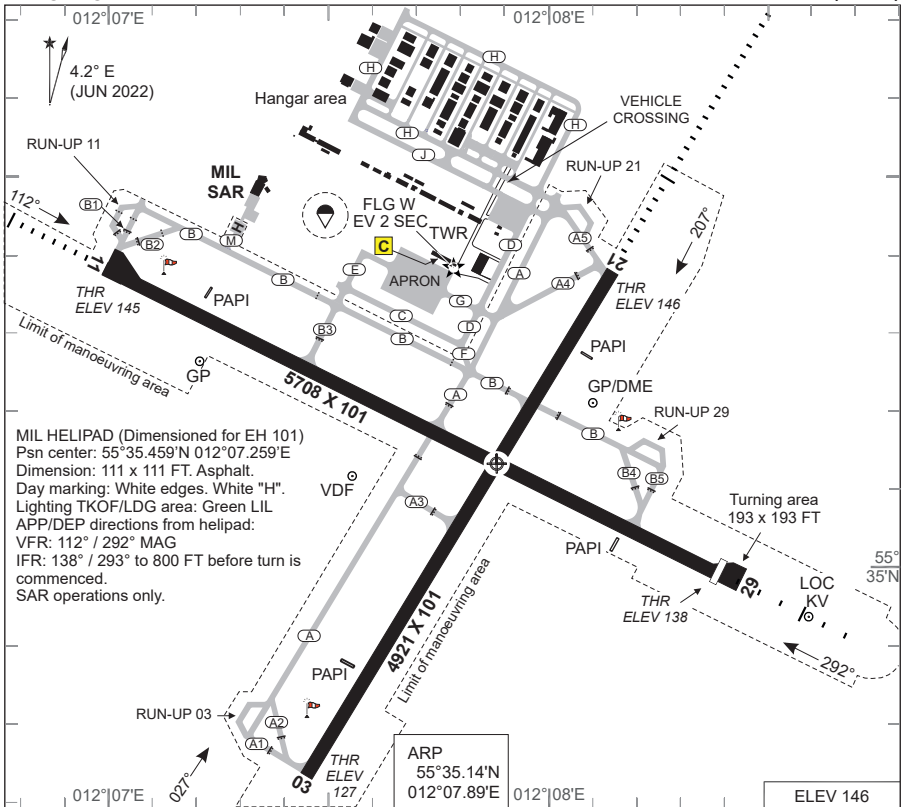 012°07'E
012°08'E
4.2° E
(JUN 2022)
Hangar area
H
H
H
H
J
VEHICLE
CROSSING
RUN-UP 11
RUN-UP 21
MIL
SAR
H
112°
B1
B2
B
M
FLG W
EV 2 SEC
TWR
C
D
A
A5
A4
207°
11
21
THR
ELEV 145
THR
ELEV 146
PAPI
B
E
APRON
G
C
D
B
F
B3
PAPI
Limit of manoeuvring area
GP
5708 X 101
GP/DME
B
A
B
RUN-UP 29
B4
B5
MIL HELIPAD (Dimensioned for EH 101)
Psn center: 55°35.459'N 012°07.259'E
Dimension: 111 x 111 FT. Asphalt.
Day marking: White edges. White "H".
Lighting TKOF/LDG area: Green LIL
APP/DEP directions from helipad:
VFR: 112° / 292° MAG
IFR: 138° / 293° to 800 FT before turn is
commenced.
SAR operations only.
VDF
A3
Turning area
193 x 193 FT
PAPI
55°
35'N
29
LOC
KV
THR
ELEV 138
292°
A
4921 X 101
Limit of manoeuvring area
PAPI
RUN-UP 03
A2
A1
027°
03
THR
ELEV
127
ARP
55°35.14'N
012°07.89'E
012°07'E
012°08'E
ELEV 146